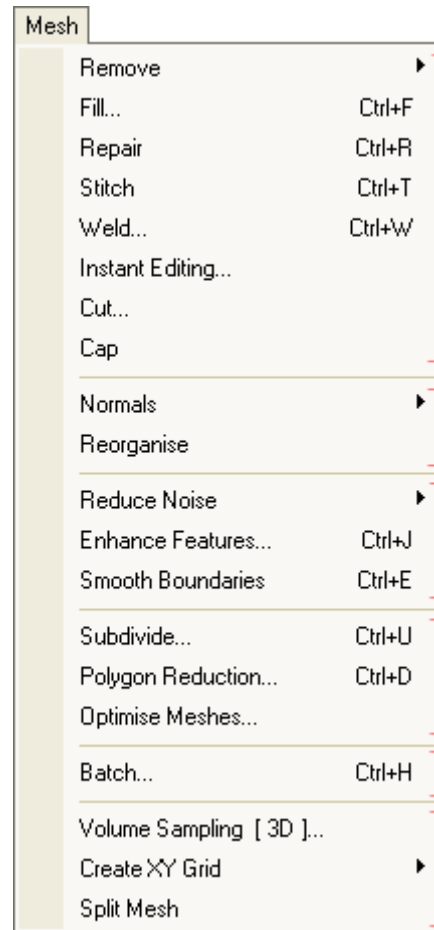 Mesh
Remove
Fill... Ctrl+F
Repair Ctrl+R
Stitch Ctrl+T
Weld... Ctrl+W
Instant Editing...
Cut...
Cap
Normals
Reorganise
Reduce Noise
Enhance Features... Ctrl+J
Smooth Boundaries Ctrl+E
Subdivide... Ctrl+U
Polygon Reduction... Ctrl+D
Optimise Meshes...
Batch... Ctrl+H
Volume Sampling [ 3D ]...
Create XY Grid
Split Mesh